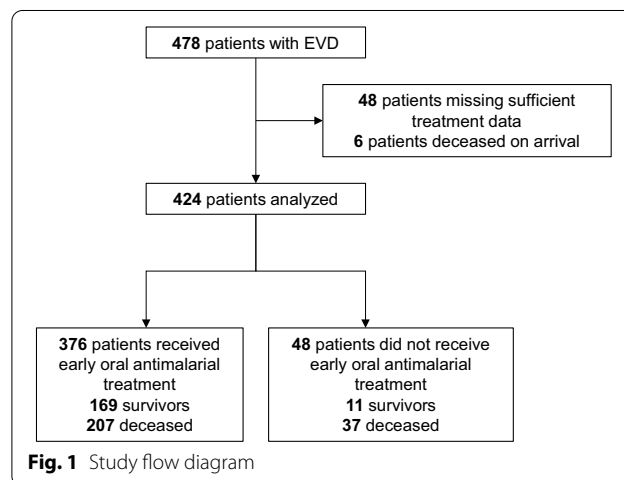 478 patients with EVD
48 patients missing sufficient
treatment data
6 patients deceased on arrival
424 patients analyzed
376 patients received
early oral antimalarial
treatment
169 survivors
207 deceased
48 patients did not receive
early oral antimalarial
treatment
11 survivors
37 deceased
Fig. 1 Study flow diagram